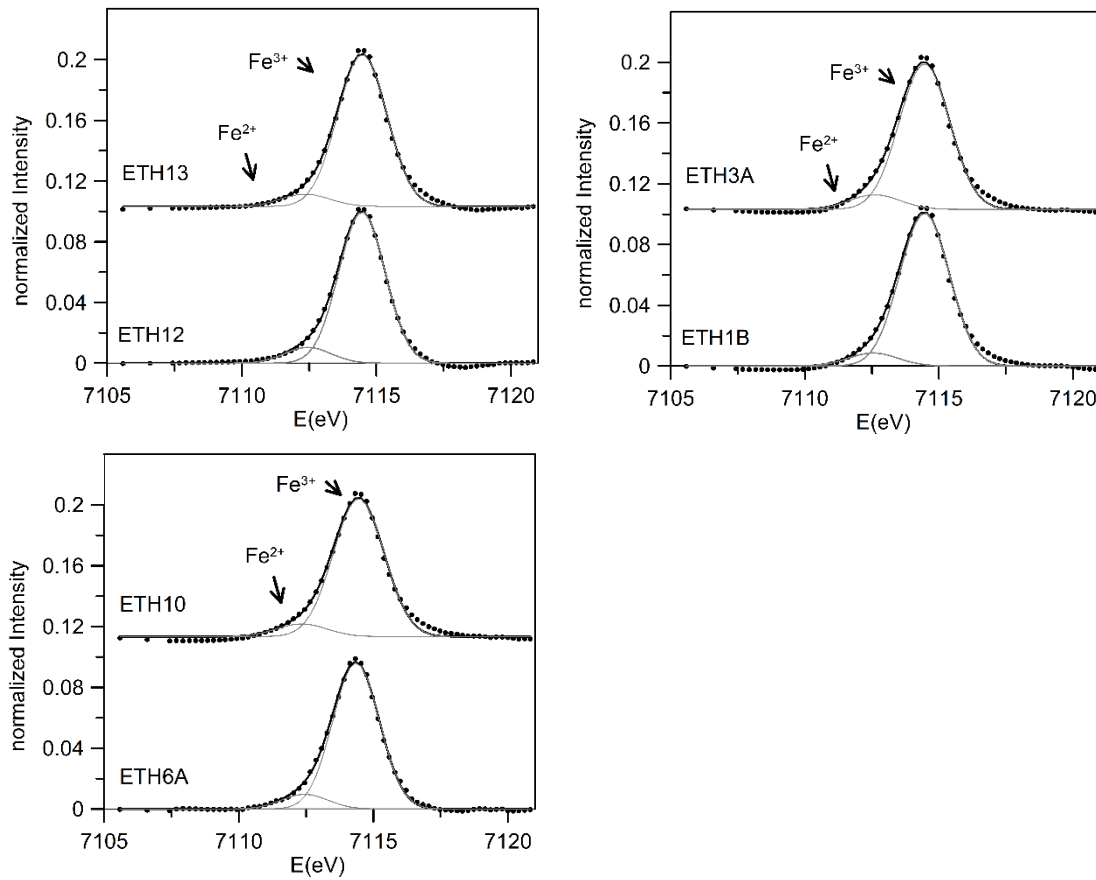 0.2
0.16
0.12
0.08
0.04
0
normalized Intensity
Fe³⁺
Fe²⁺
ETH13
ETH12
7105 7110 7115 7120
E(eV)
0.2
0.16
0.12
0.08
0.04
0
normalized Intensity
Fe³⁺
Fe²⁺
ETH3A
ETH1B
7105 7110 7115 7120
E(eV)
0.2
0.16
0.12
0.08
0.04
0
normalized Intensity
Fe³⁺
Fe²⁺
ETH10
ETH6A
7105 7110 7115 7120
E(eV)